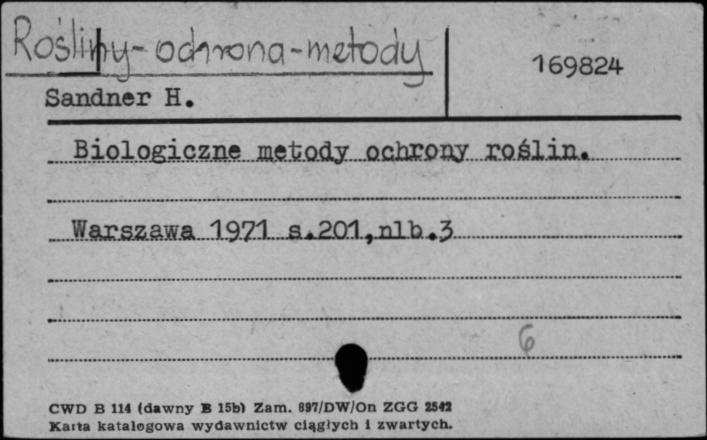 Rośliny-ochrona-metody
169824
Sandner H.
Biologiczne metody ochrony roślin.
Warszawa 1971 s.201,nlb.3
6
CWD B 114 (dawny B 15b) Zam. 897/DW/On ZGG 2542
Karta katalogowa wydawnictw ciągłych i zwartych.